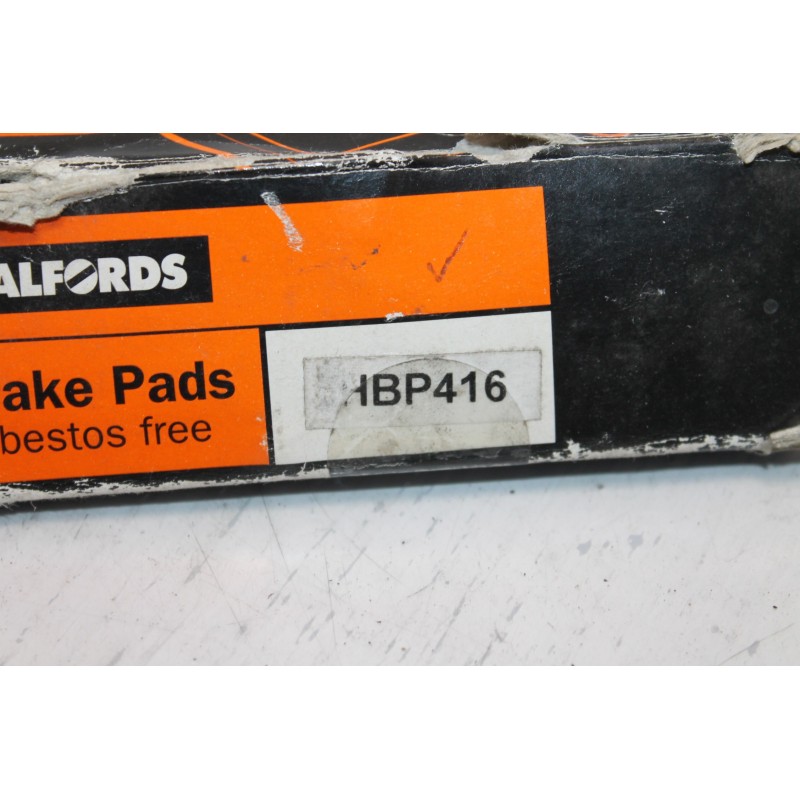 ALFORDS
ake Pads
bestos free
HBP416